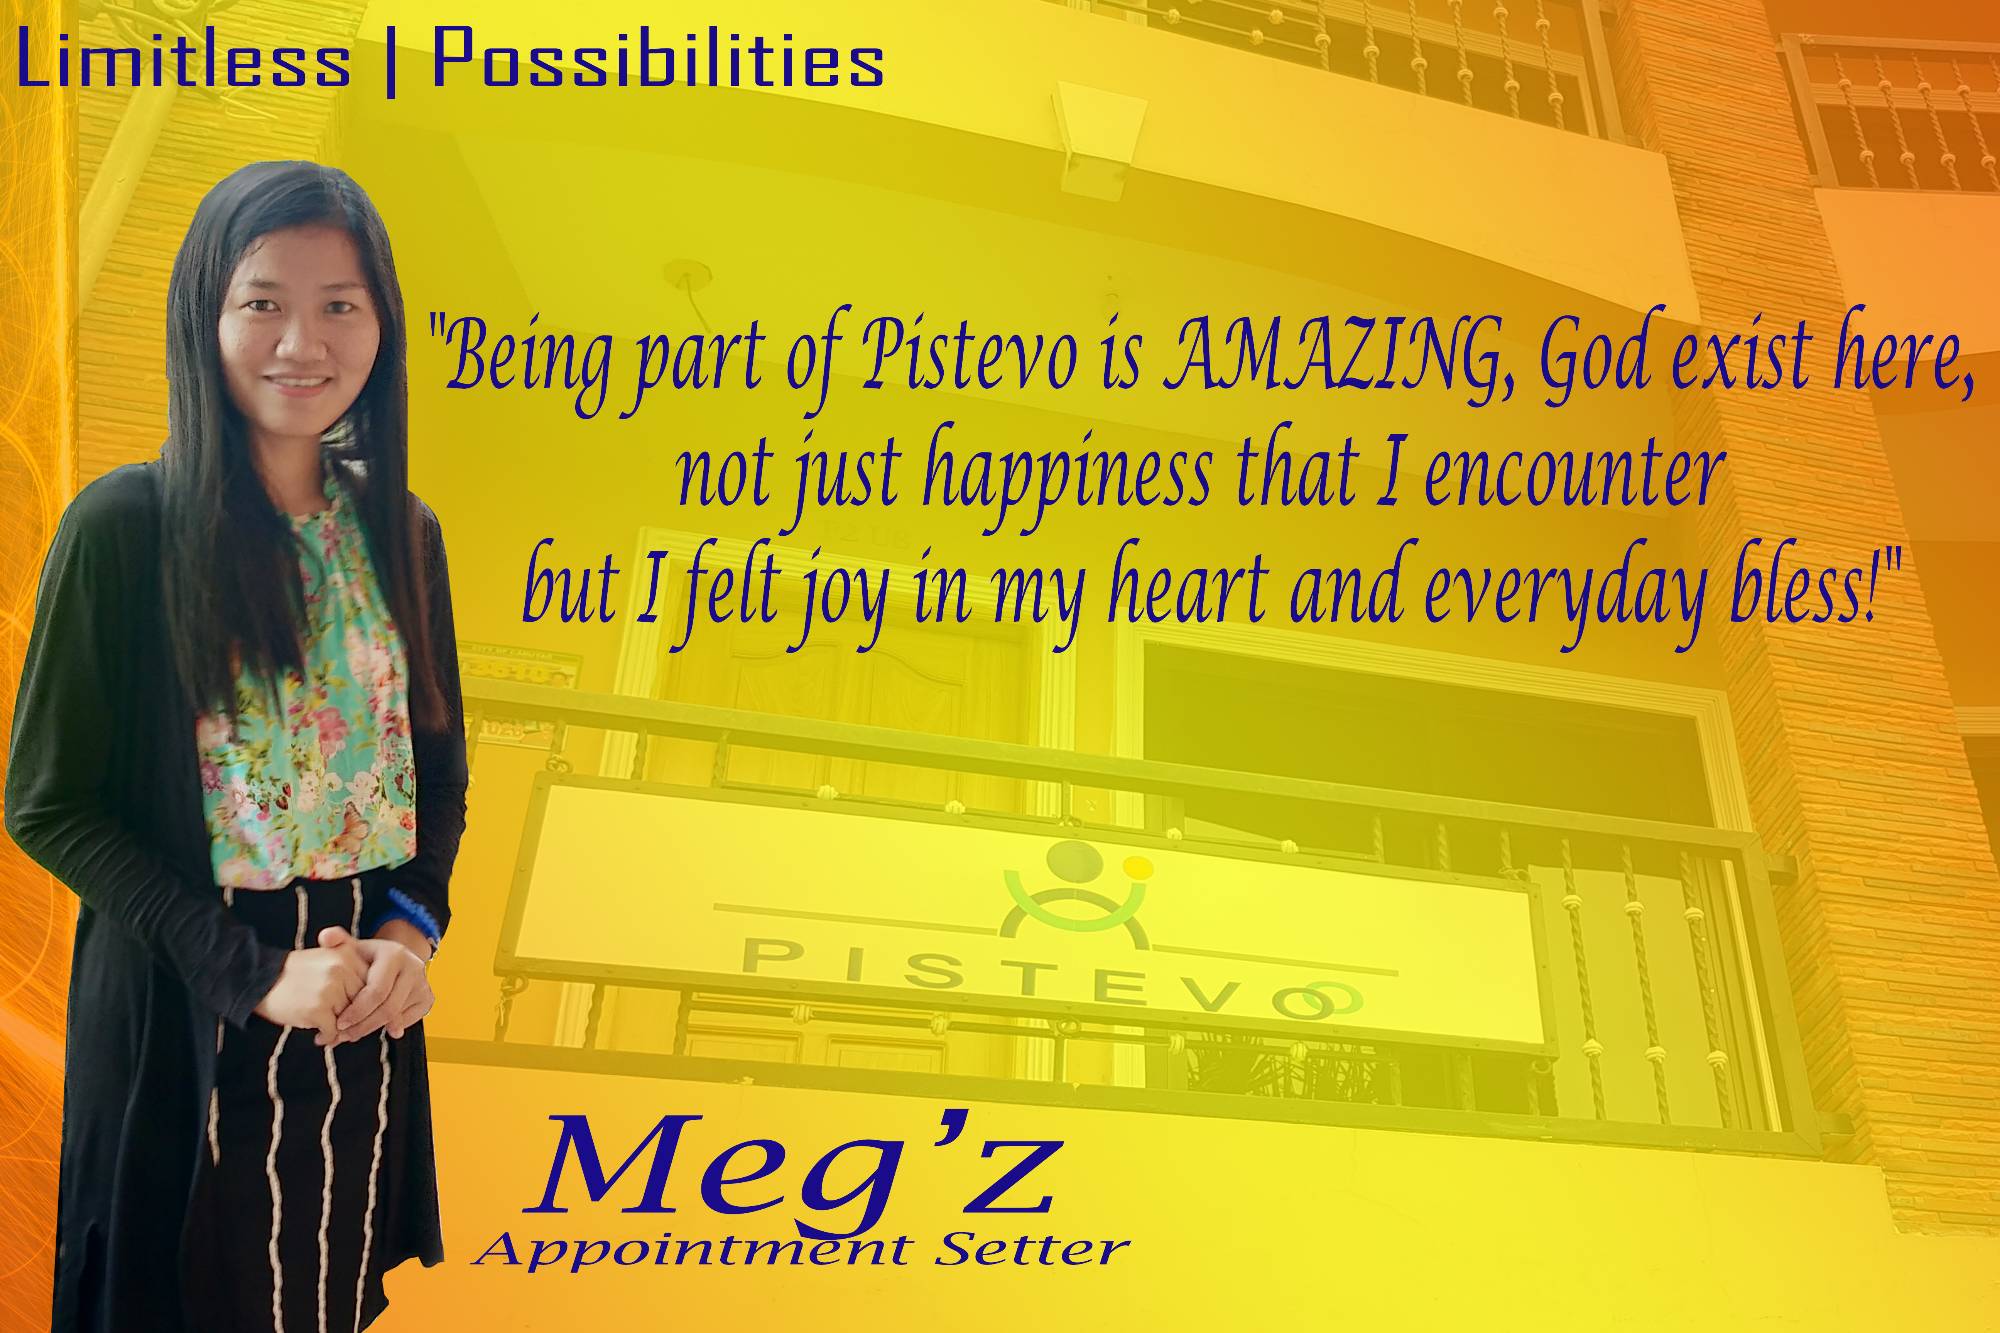 Limitless | Possibilities
"Being part of Pistevo is AMAZING, God exist here,
not just happiness that I encounter
but I felt joy in my heart and everyday bless!"
PISTEVO
Meg'z
Appointment Setter